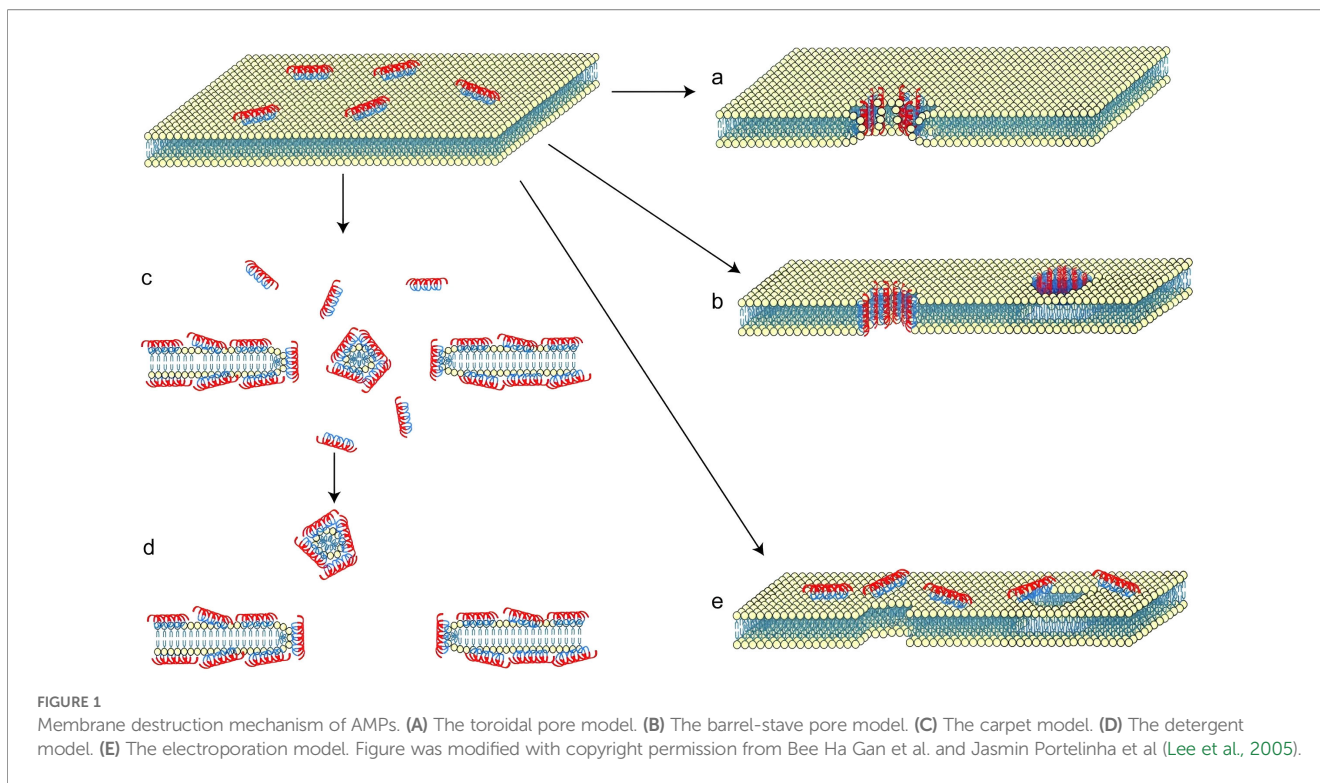 a
b
c
d
e
FIGURE 1
Membrane destruction mechanism of AMPs. (A) The toroidal pore model. (B) The barrel-stave pore model. (C) The carpet model. (D) The detergent
model. (E) The electroporation model. Figure was modified with copyright permission from Bee Ha Gan et al. and Jasmin Portelinha et al (Lee et al., 2005).